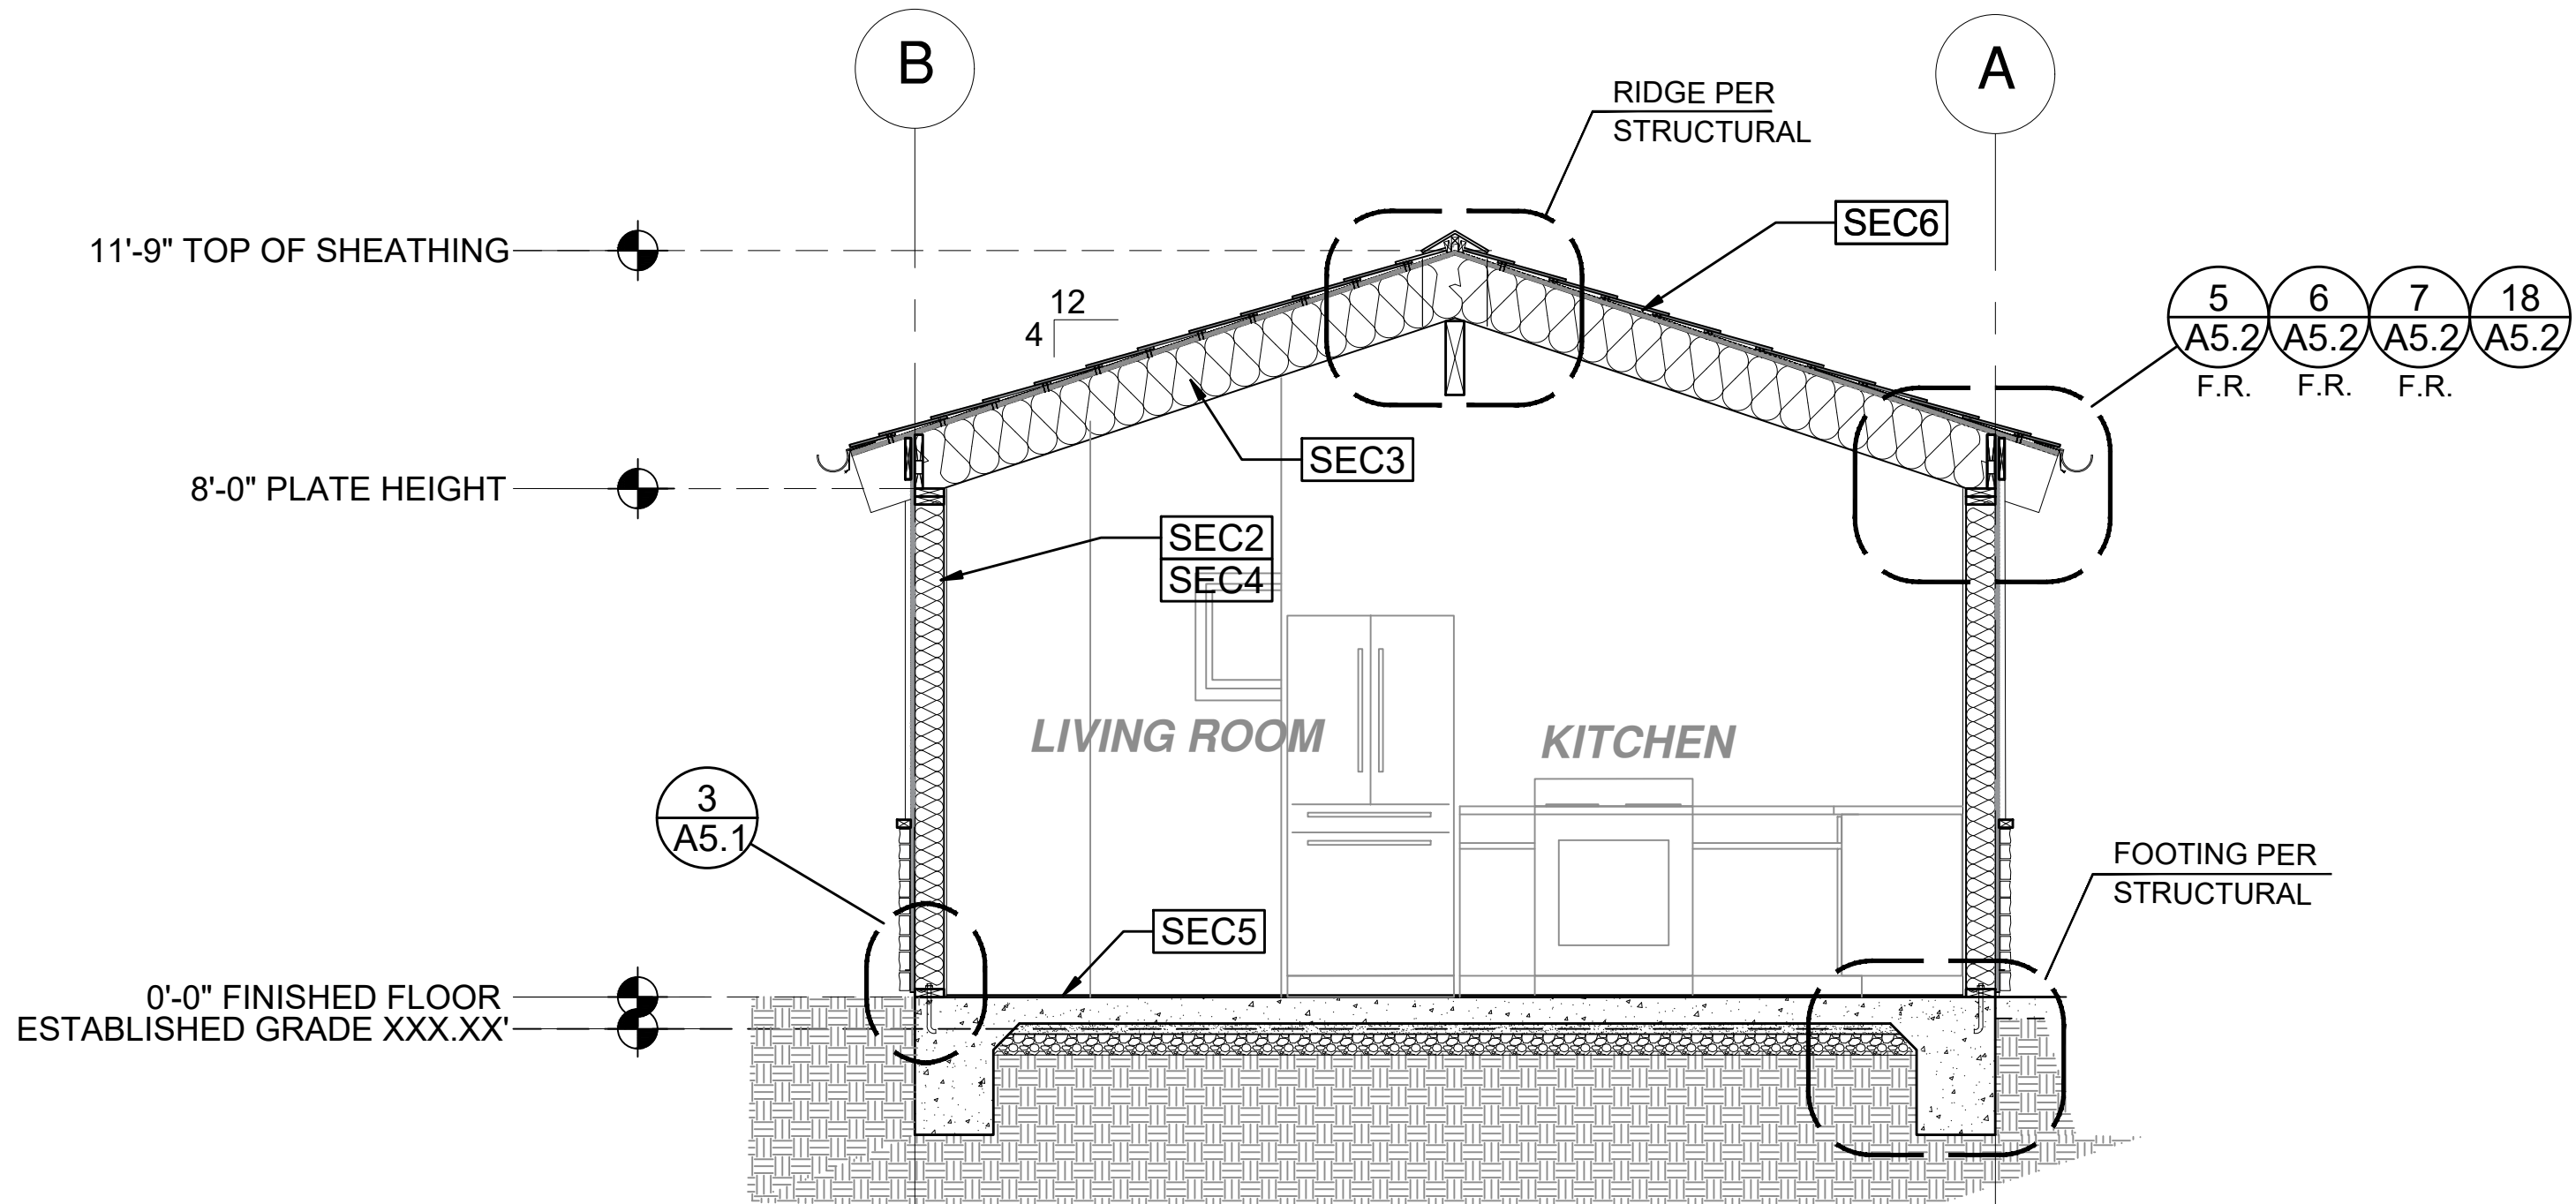 B
A
RIDGE PER
STRUCTURAL
SEC6
11'-9" TOP OF SHEATHING
5
A5.2
F.R.
6
A5.2
F.R.
7
A5.2
F.R.
18
A5.2
12
4
SEC3
8'-0" PLATE HEIGHT
SEC2
SEC4
LIVING ROOM
KITCHEN
3
A5.1
FOOTING PER
STRUCTURAL
SEC5
0'-0" FINISHED FLOOR
ESTABLISHED GRADE XXX.XX'